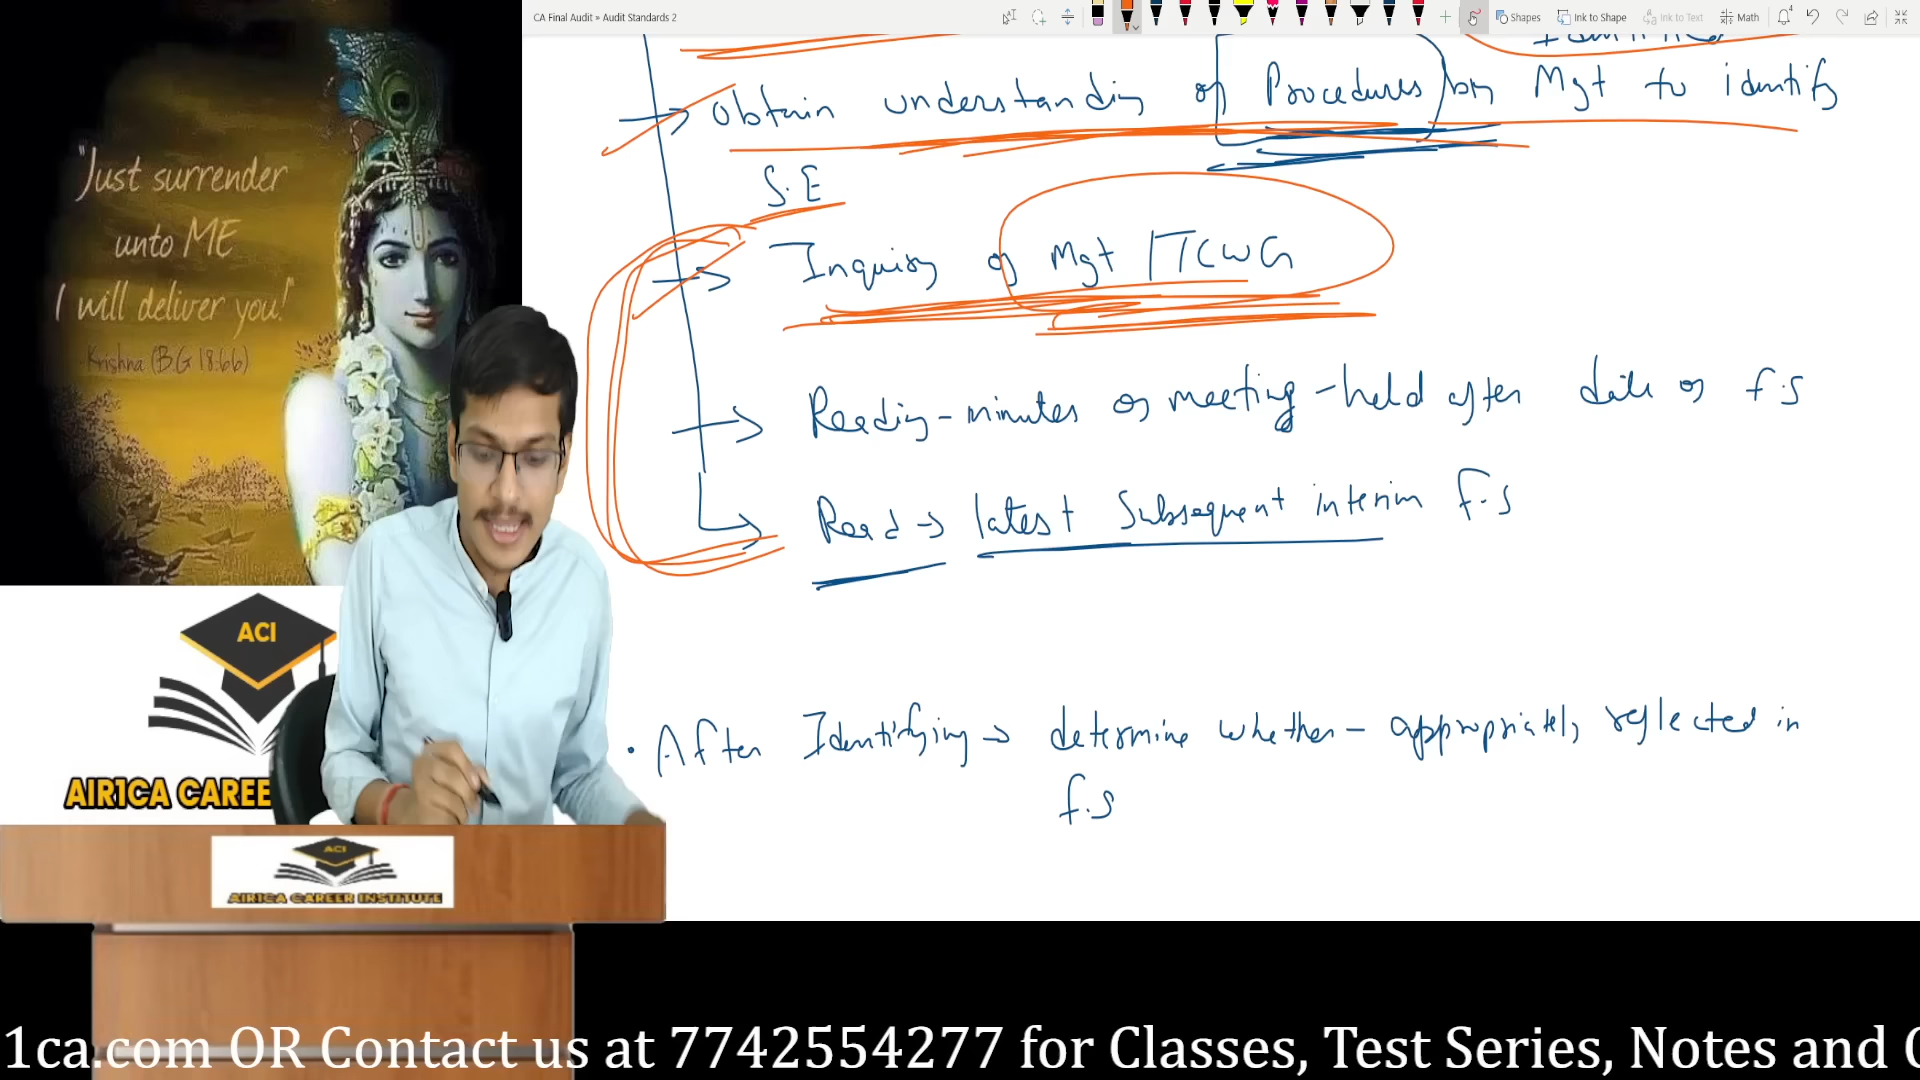 CA Final Audit » Audit Standards 2
Shapes
Ink to Shape
Ink to Text
Math
obtain understanding of Procedures by Mgt to identify
S.E
"Just surrender
unto ME
I will deliver you!"
Krishna (B.G 18:66)
Inquiry of Mgt / TCWG
Reading - minutes of meeting - held after date of f.s
Read → latest subsequent interim f.s
ACI
AIR1CA CAREE
After Identifying → determine whether - appropriately reflected in
f.s
ACI
AIR1CA CAREER INSTITUTE
1ca.com OR Contact us at 7742554277 for Classes, Test Series, Notes and